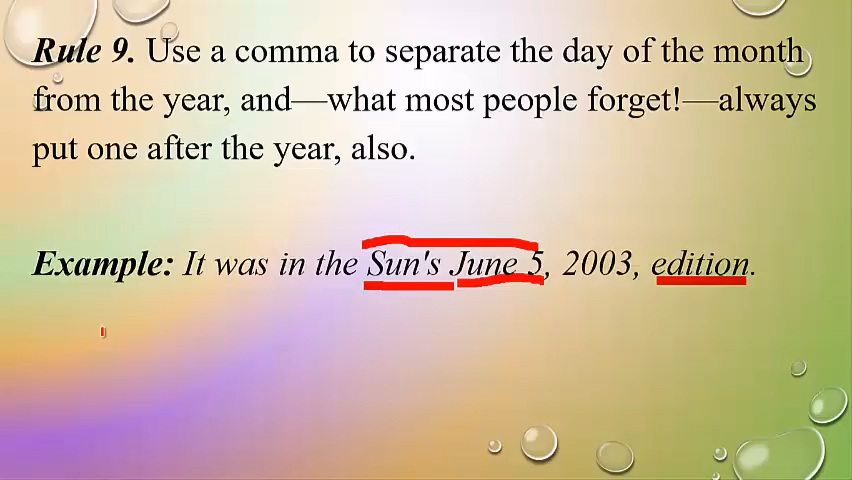 Rule 9. Use a comma to separate the day of the month
from the year, and—what most people forget!—always
put one after the year, also.
Example: It was in the Sun's June 5, 2003, edition.